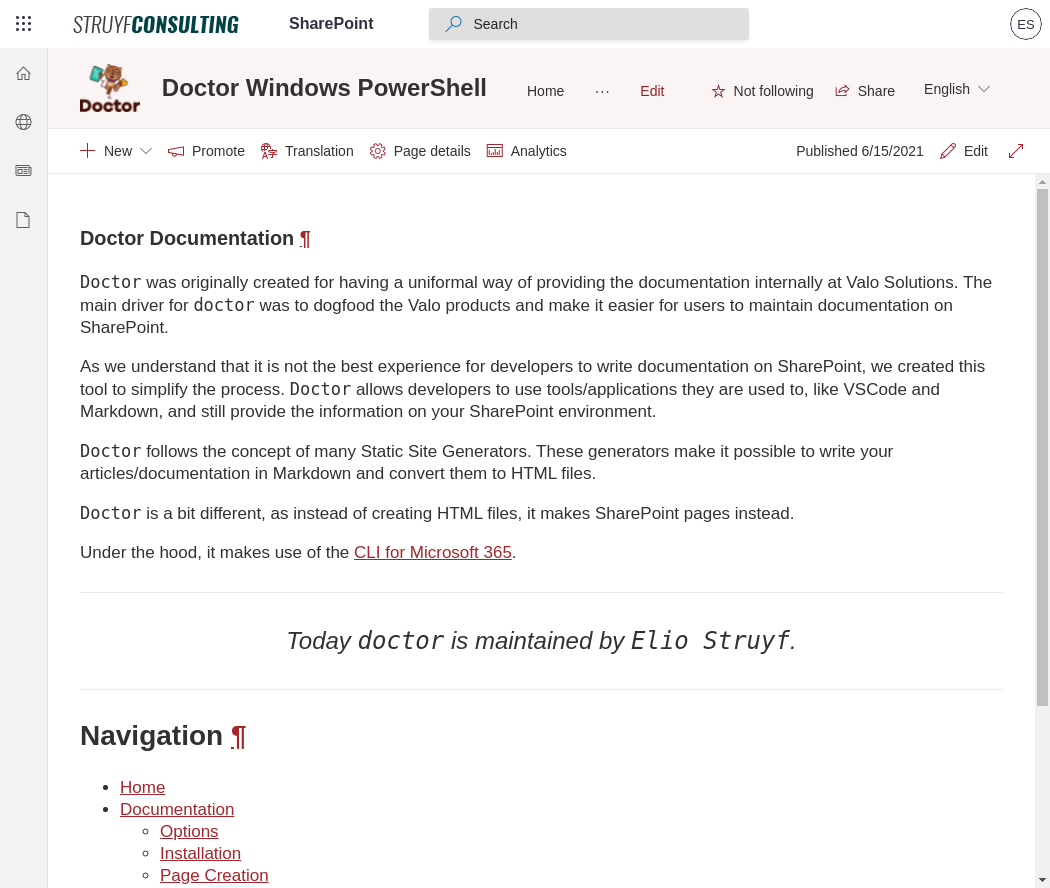 STRUYFCONSULTING SharePoint Search ES
Doctor Doctor Windows PowerShell Home ··· Edit Not following Share English
New Promote Translation Page details Analytics Published 6/15/2021 Edit
Doctor Documentation ¶
Doctor was originally created for having a uniformal way of providing the documentation internally at Valo Solutions. The
main driver for doctor was to dogfood the Valo products and make it easier for users to maintain documentation on
SharePoint.
As we understand that it is not the best experience for developers to write documentation on SharePoint, we created this
tool to simplify the process. Doctor allows developers to use tools/applications they are used to, like VSCode and
Markdown, and still provide the information on your SharePoint environment.
Doctor follows the concept of many Static Site Generators. These generators make it possible to write your
articles/documentation in Markdown and convert them to HTML files.
Doctor is a bit different, as instead of creating HTML files, it makes SharePoint pages instead.
Under the hood, it makes use of the CLI for Microsoft 365.
Today doctor is maintained by Elio Struyf.
Navigation ¶
Home
Documentation
Options
Installation
Page Creation